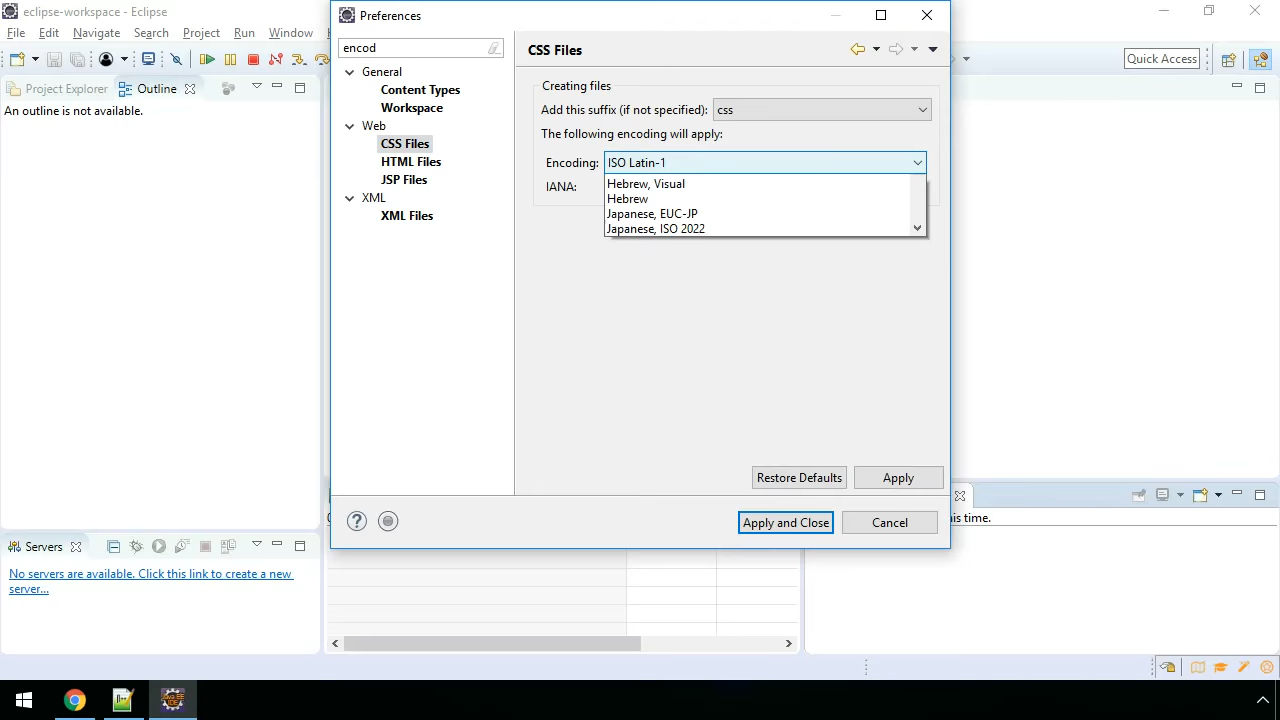 eclipse-workspace - Eclipse
File Edit Navigate Search Project Run Window
Quick Access
Project Explorer Outline
An outline is not available.
Servers
No servers are available. Click this link to create a new
server...
is time.
Preferences
encod
General
Content Types
Workspace
Web
CSS Files
HTML Files
JSP Files
XML
XML Files
CSS Files
Creating files
Add this suffix (if not specified): css
The following encoding will apply:
Encoding: ISO Latin-1
IANA:
Hebrew, Visual
Hebrew
Japanese, EUC-JP
Japanese, ISO 2022
Restore Defaults Apply
Apply and Close Cancel